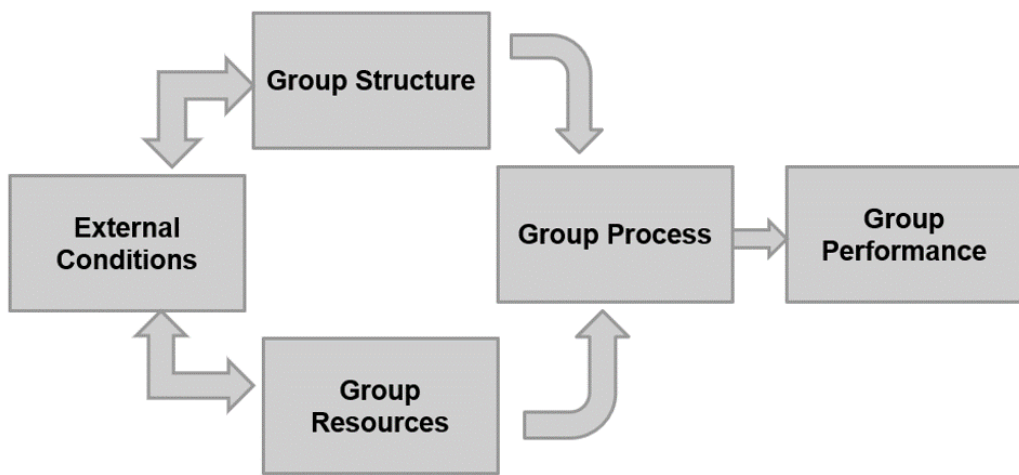 Group Structure
External
Conditions
Group Process
Group
Performance
Group
Resources